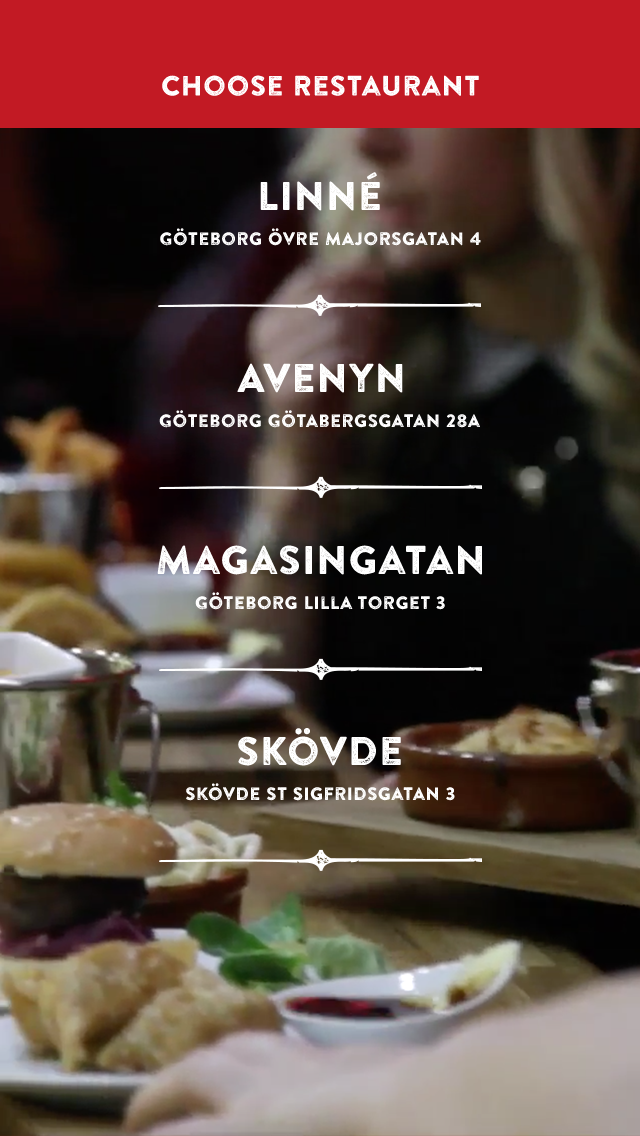 CHOOSE RESTAURANT
LINNÉ
GÖTEBORG ÖVRE MAJORSGATAN 4
AVENYN
GÖTEBORG GÖTABERGSGATAN 28A
MAGASINGATAN
GÖTEBORG LILLA TORGET 3
SKÖVDE
SKÖVDE ST SIGFRIDSGATAN 3